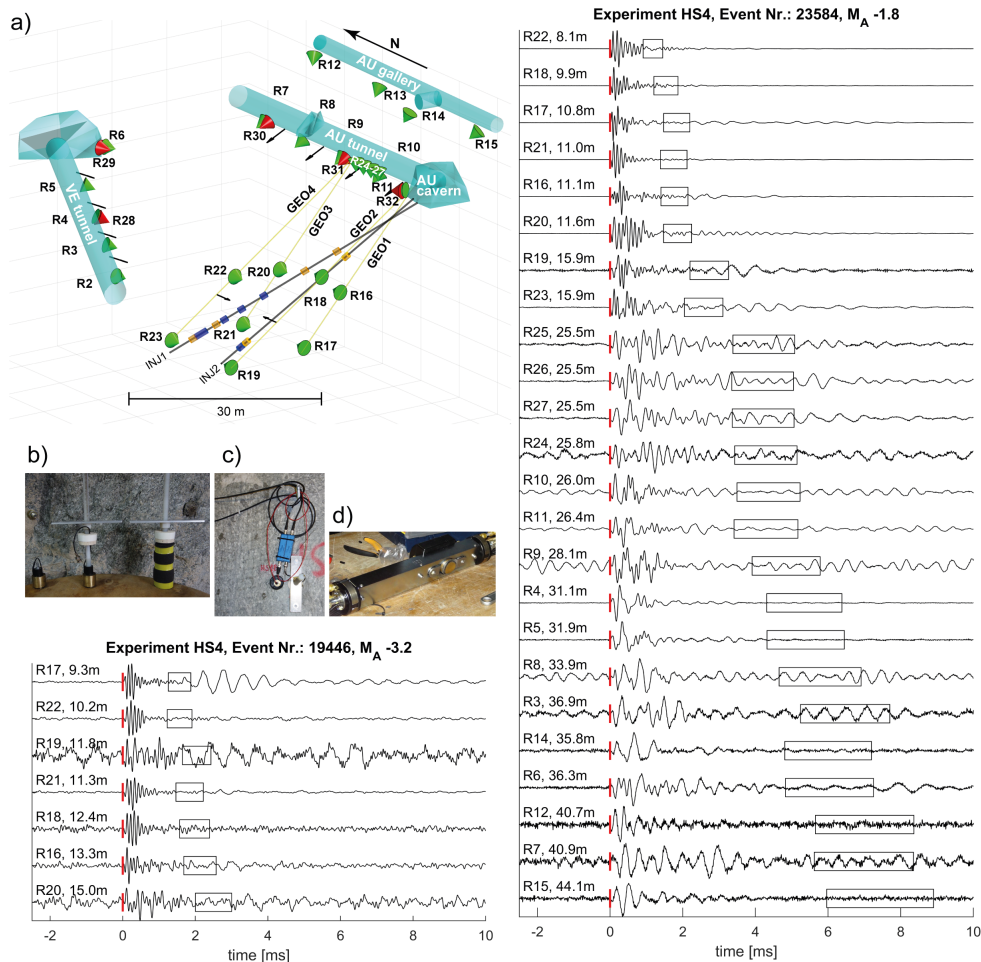 a)
N
R12
AU gallery
R13
R14
R15
R7
R8
R9
R10
AU tunnel
R30
R31
R24-27
R11
R32
AU
cavern
R6
R29
R5
R4
R28
R3
R2
VE tunnel
GEO4
GEO3
GEO2
GEO1
R22
R20
R18
R16
R23
R21
R17
R19
INJ1
INJ2
30 m
b)
c)
d)
Experiment HS4, Event Nr.: 19446, M_A -3.2
R17, 9.3m
R22, 10.2m
R19, 11.8m
R21, 11.3m
R18, 12.4m
R16, 13.3m
R20, 15.0m
-2 0 2 4 6 8 10
time [ms]
Experiment HS4, Event Nr.: 23584, M_A -1.8
R22, 8.1m
R18, 9.9m
R17, 10.8m
R21, 11.0m
R16, 11.1m
R20, 11.6m
R19, 15.9m
R23, 15.9m
R25, 25.5m
R26, 25.5m
R27, 25.5m
R24, 25.8m
R10, 26.0m
R11, 26.4m
R9, 28.1m
R4, 31.1m
R5, 31.9m
R8, 33.9m
R3, 36.9m
R14, 35.8m
R6, 36.3m
R12, 40.7m
R7, 40.9m
R15, 44.1m
-2 0 2 4 6 8 10
time [ms]